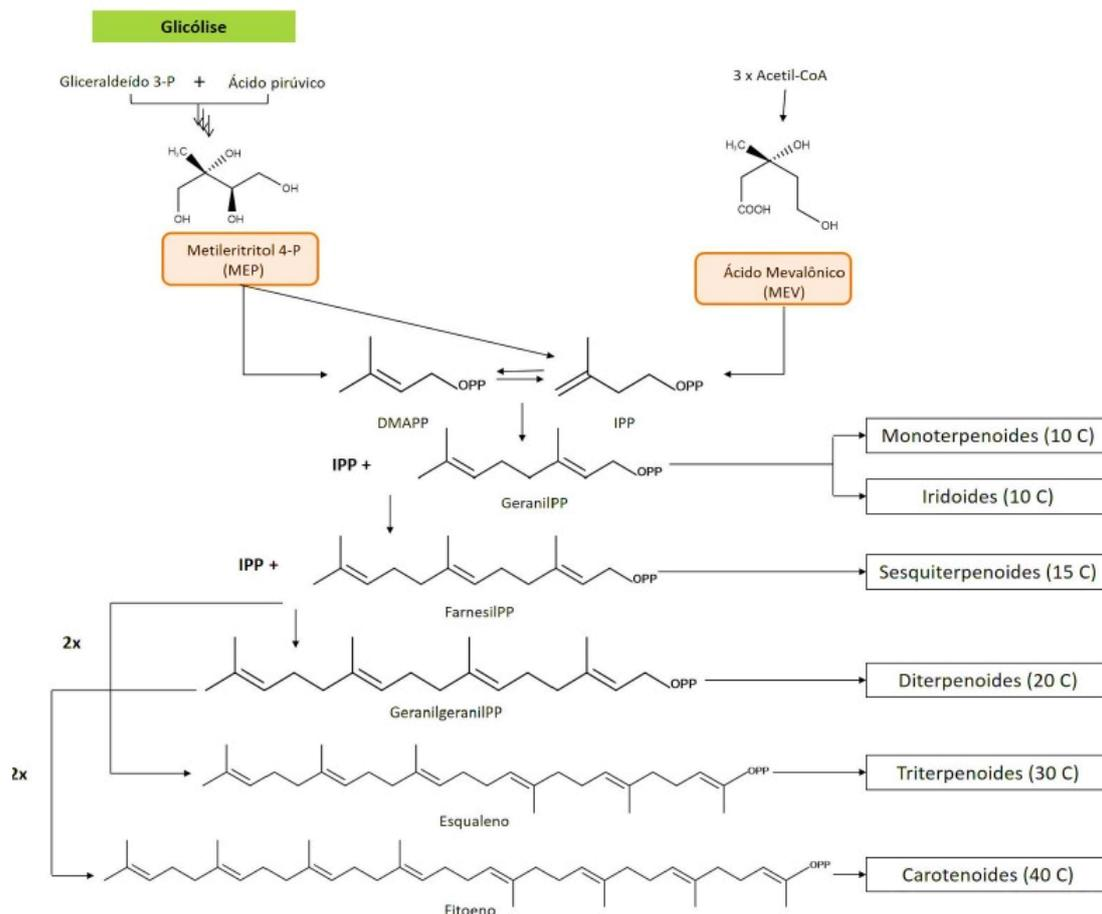 Glicólise
Gliceraldeído 3-P + Ácido pirúvico
3 x Acetil-CoA
H₃C OH
OH
OH OH
H₃C OH
COOH
OH
Metileritritol 4-P
(MEP)
Ácido Mevalônico
(MEV)
OPP
OPP
DMAPP
IPP
IPP +
OPP
GeranilPP
Monoterpenoides (10 C)
Iridoides (10 C)
IPP +
OPP
FarnesilPP
Sesquiterpenoides (15 C)
2x
OPP
GeranilgeranilPP
Diterpenoides (20 C)
2x
OPP
Esqualeno
Triterpenoides (30 C)
OPP
Fitoeno
Carotenoides (40 C)